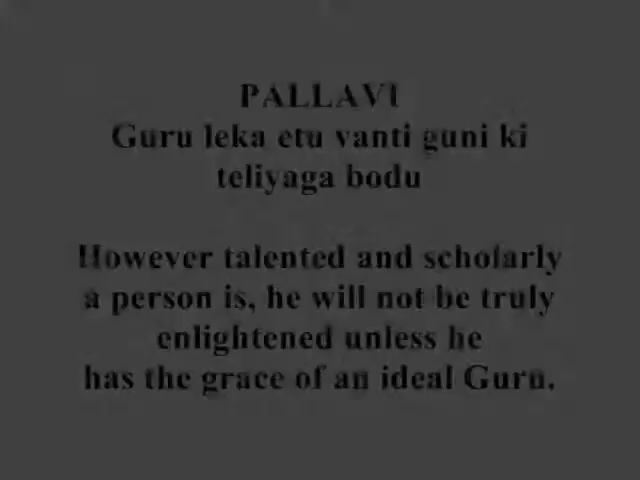 PALLAVI
Guru leka etu vanti guni ki
teliyaga bodu
However talented and scholarly
a person is, he will not be truly
enlightened unless he
has the grace of an ideal Guru.